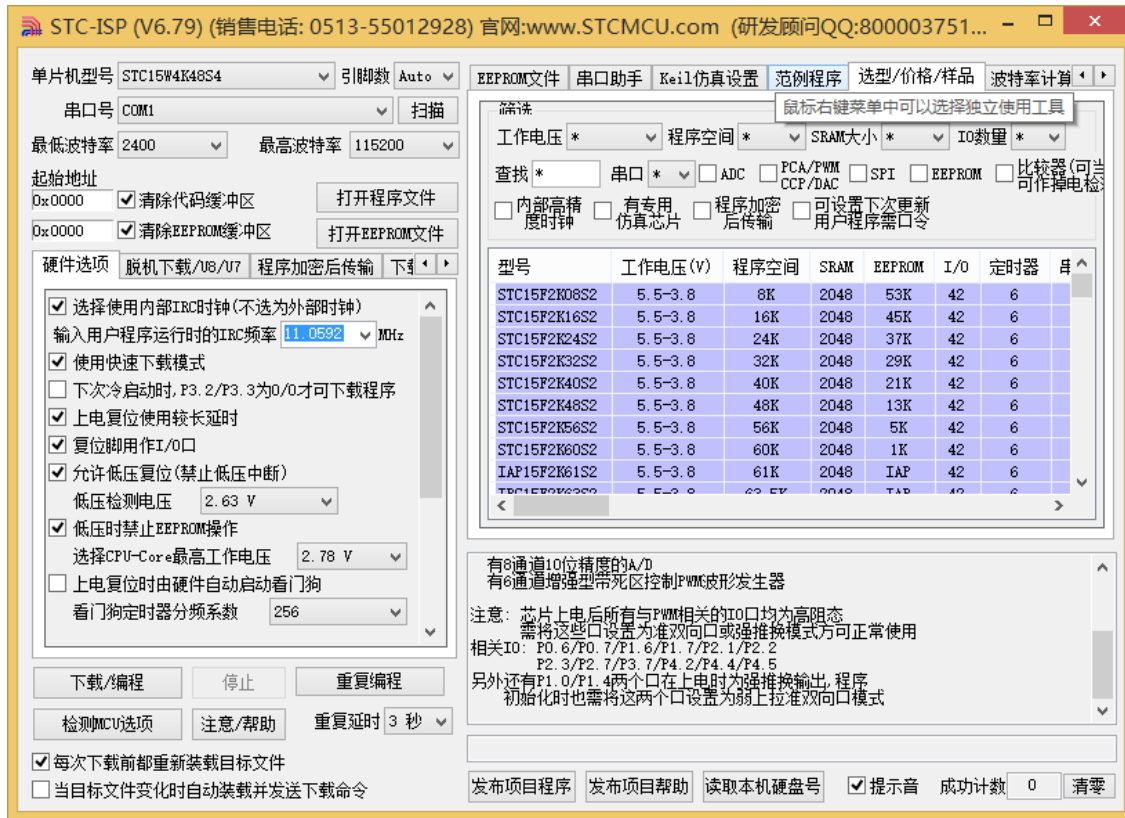 STC-ISP (V6.79) (销售电话: 0513-55012928) 官网:www.STCMCU.com (研发顾问QQ:800003751...
单片机型号 STC15W4K48S4 引脚数 Auto
串口号 COM1 扫描
最低波特率 2400 最高波特率 115200
起始地址
0x0000 清除代码缓冲区 打开程序文件
0x0000 清除EEPROM缓冲区 打开EEPROM文件
硬件选项 脱机下载/U8/U7 程序加密后传输
选择使用内部IRC时钟(不选为外部时钟)
输入用户程序运行时的IRC频率 11.0592 MHz
使用快速下载模式
下次冷启动时,P3.2/P3.3为0/0才可下载程序
上电复位使用较长延时
复位脚用作I/O口
允许低压复位(禁止低压中断)
低压检测电压 2.63 V
低压时禁止EEPROM操作
选择CPU-Core最高工作电压 2.78 V
上电复位时由硬件自动启动看门狗
看门狗定时器分频系数 256
下载/编程 停止 重复编程
检测MCU选项 注意/帮助 重复延时 3 秒
每次下载前都重新装载目标文件
当目标文件变化时自动装载并发送下载命令
EEPROM文件 串口助手 Keil仿真设置 范例程序 选型/价格/样品 波特率计算
鼠标右键菜单中可以选择独立使用工具
筛选
工作电压 * 程序空间 * SRAM大小 * IO数量 *
查找 * 串口 * ADC PCA/PWM CCP/DAC SPI EEPROM 比较器(可当 可作掉电检
内部高精度时钟 有专用仿真芯片 程序加密后传输 可设置下次更新用户程序需口令
型号 工作电压(V) 程序空间 SRAM EEPROM I/O 定时器 串
STC15F2K08S2 5.5-3.8 8K 2048 53K 42 6
STC15F2K16S2 5.5-3.8 16K 2048 45K 42 6
STC15F2K24S2 5.5-3.8 24K 2048 37K 42 6
STC15F2K32S2 5.5-3.8 32K 2048 29K 42 6
STC15F2K40S2 5.5-3.8 40K 2048 21K 42 6
STC15F2K48S2 5.5-3.8 48K 2048 13K 42 6
STC15F2K56S2 5.5-3.8 56K 2048 5K 42 6
STC15F2K60S2 5.5-3.8 60K 2048 1K 42 6
IAP15F2K61S2 5.5-3.8 61K 2048 IAP 42 6
有8通道10位精度的A/D
有6通道增强型带死区控制PWM波形发生器
注意: 芯片上电后所有与PWM相关的IO口均为高阻态
需将这些口设置为准双向口或强推挽模式方可正常使用
相关IO: P0.6/P0.7/P1.6/P1.7/P2.1/P2.2
P2.3/P2.7/P3.7/P4.2/P4.4/P4.5
另外还有P1.0/P1.4两个口在上电时为强推挽输出,程序
初始化时也需将这两个口设置为弱上拉准双向口模式
发布项目程序 发布项目帮助 读取本机硬盘号 提示音 成功计数 0 清零